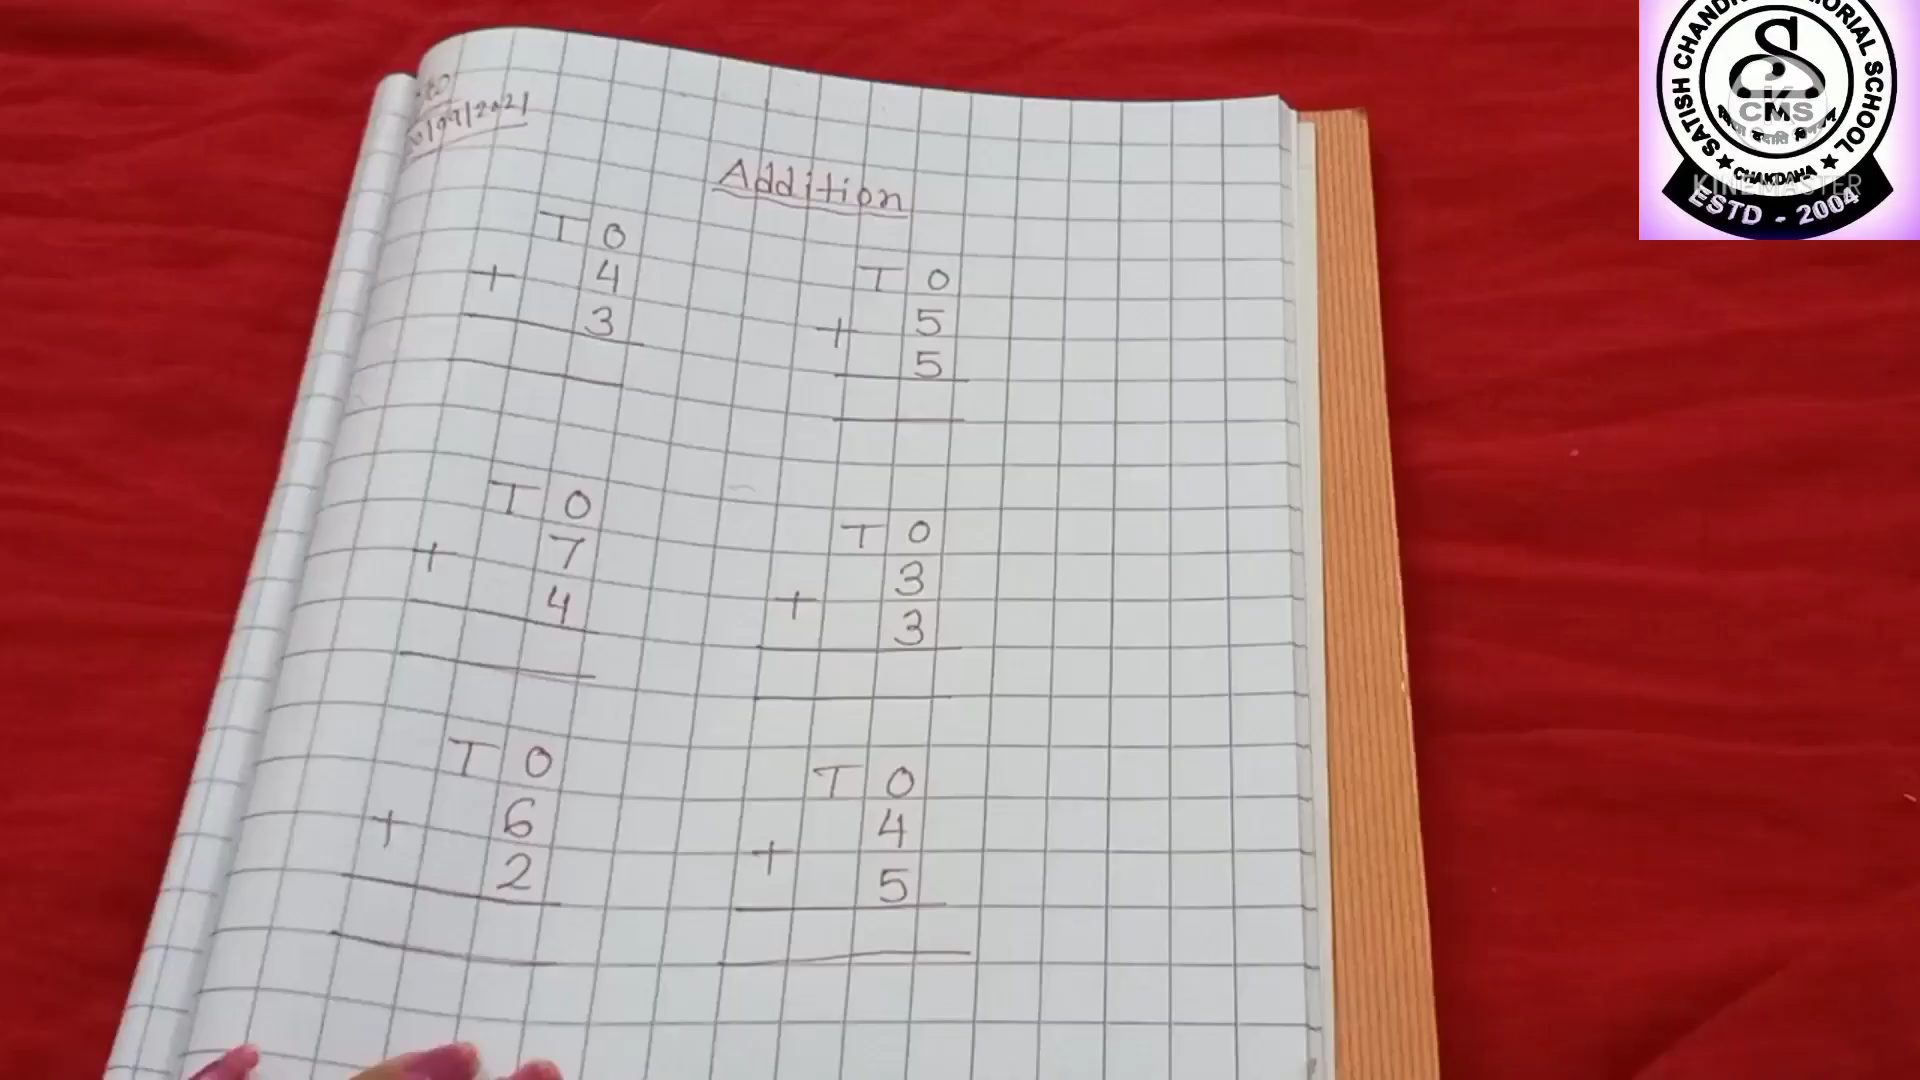 Addition
T O
4
+
3
T O
5
+
5
T O
7
+
4
T O
3
+
3
T O
6
+
2
T O
4
+
5
SATISH CHANDRA MEMORIAL SCHOOL
CMS
CHAKDAHA
KINEMASTER
ESTD - 2004